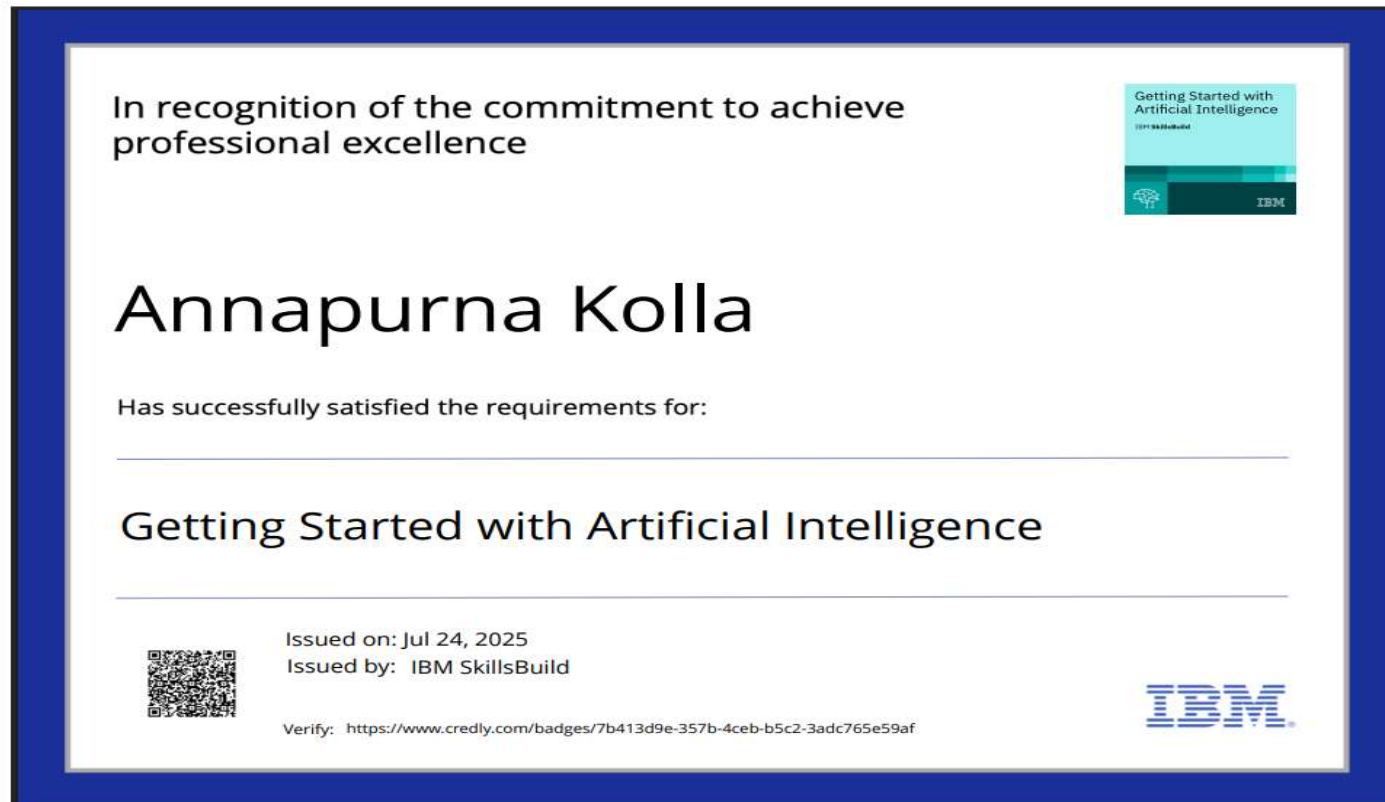 In recognition of the commitment to achieve
professional excellence
Getting Started with
Artificial Intelligence
IBM SkillsBuild
IBM
Annapurna Kolla
Has successfully satisfied the requirements for:
Getting Started with Artificial Intelligence
Issued on: Jul 24, 2025
Issued by: IBM SkillsBuild
Verify: https://www.credly.com/badges/7b413d9e-357b-4ceb-b5c2-3adc765e59af
IBM.